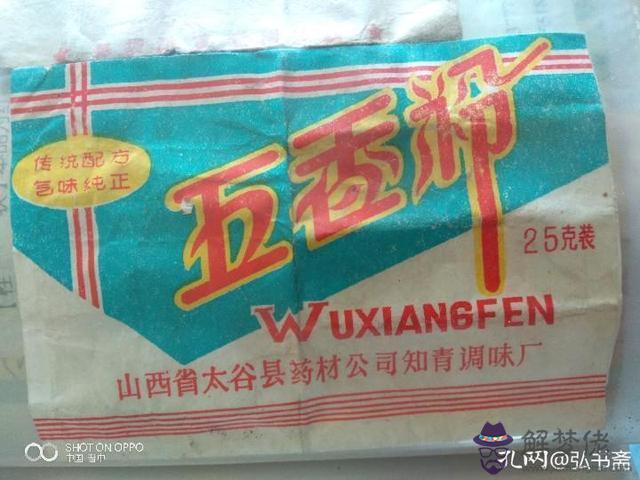 传统配方
气味纯正
五香粉
25克装
WUXIANGFEN
山西省太谷县药材公司知青调味厂
SHOT ON OPPO
解梦佬
孔网@弘书斋